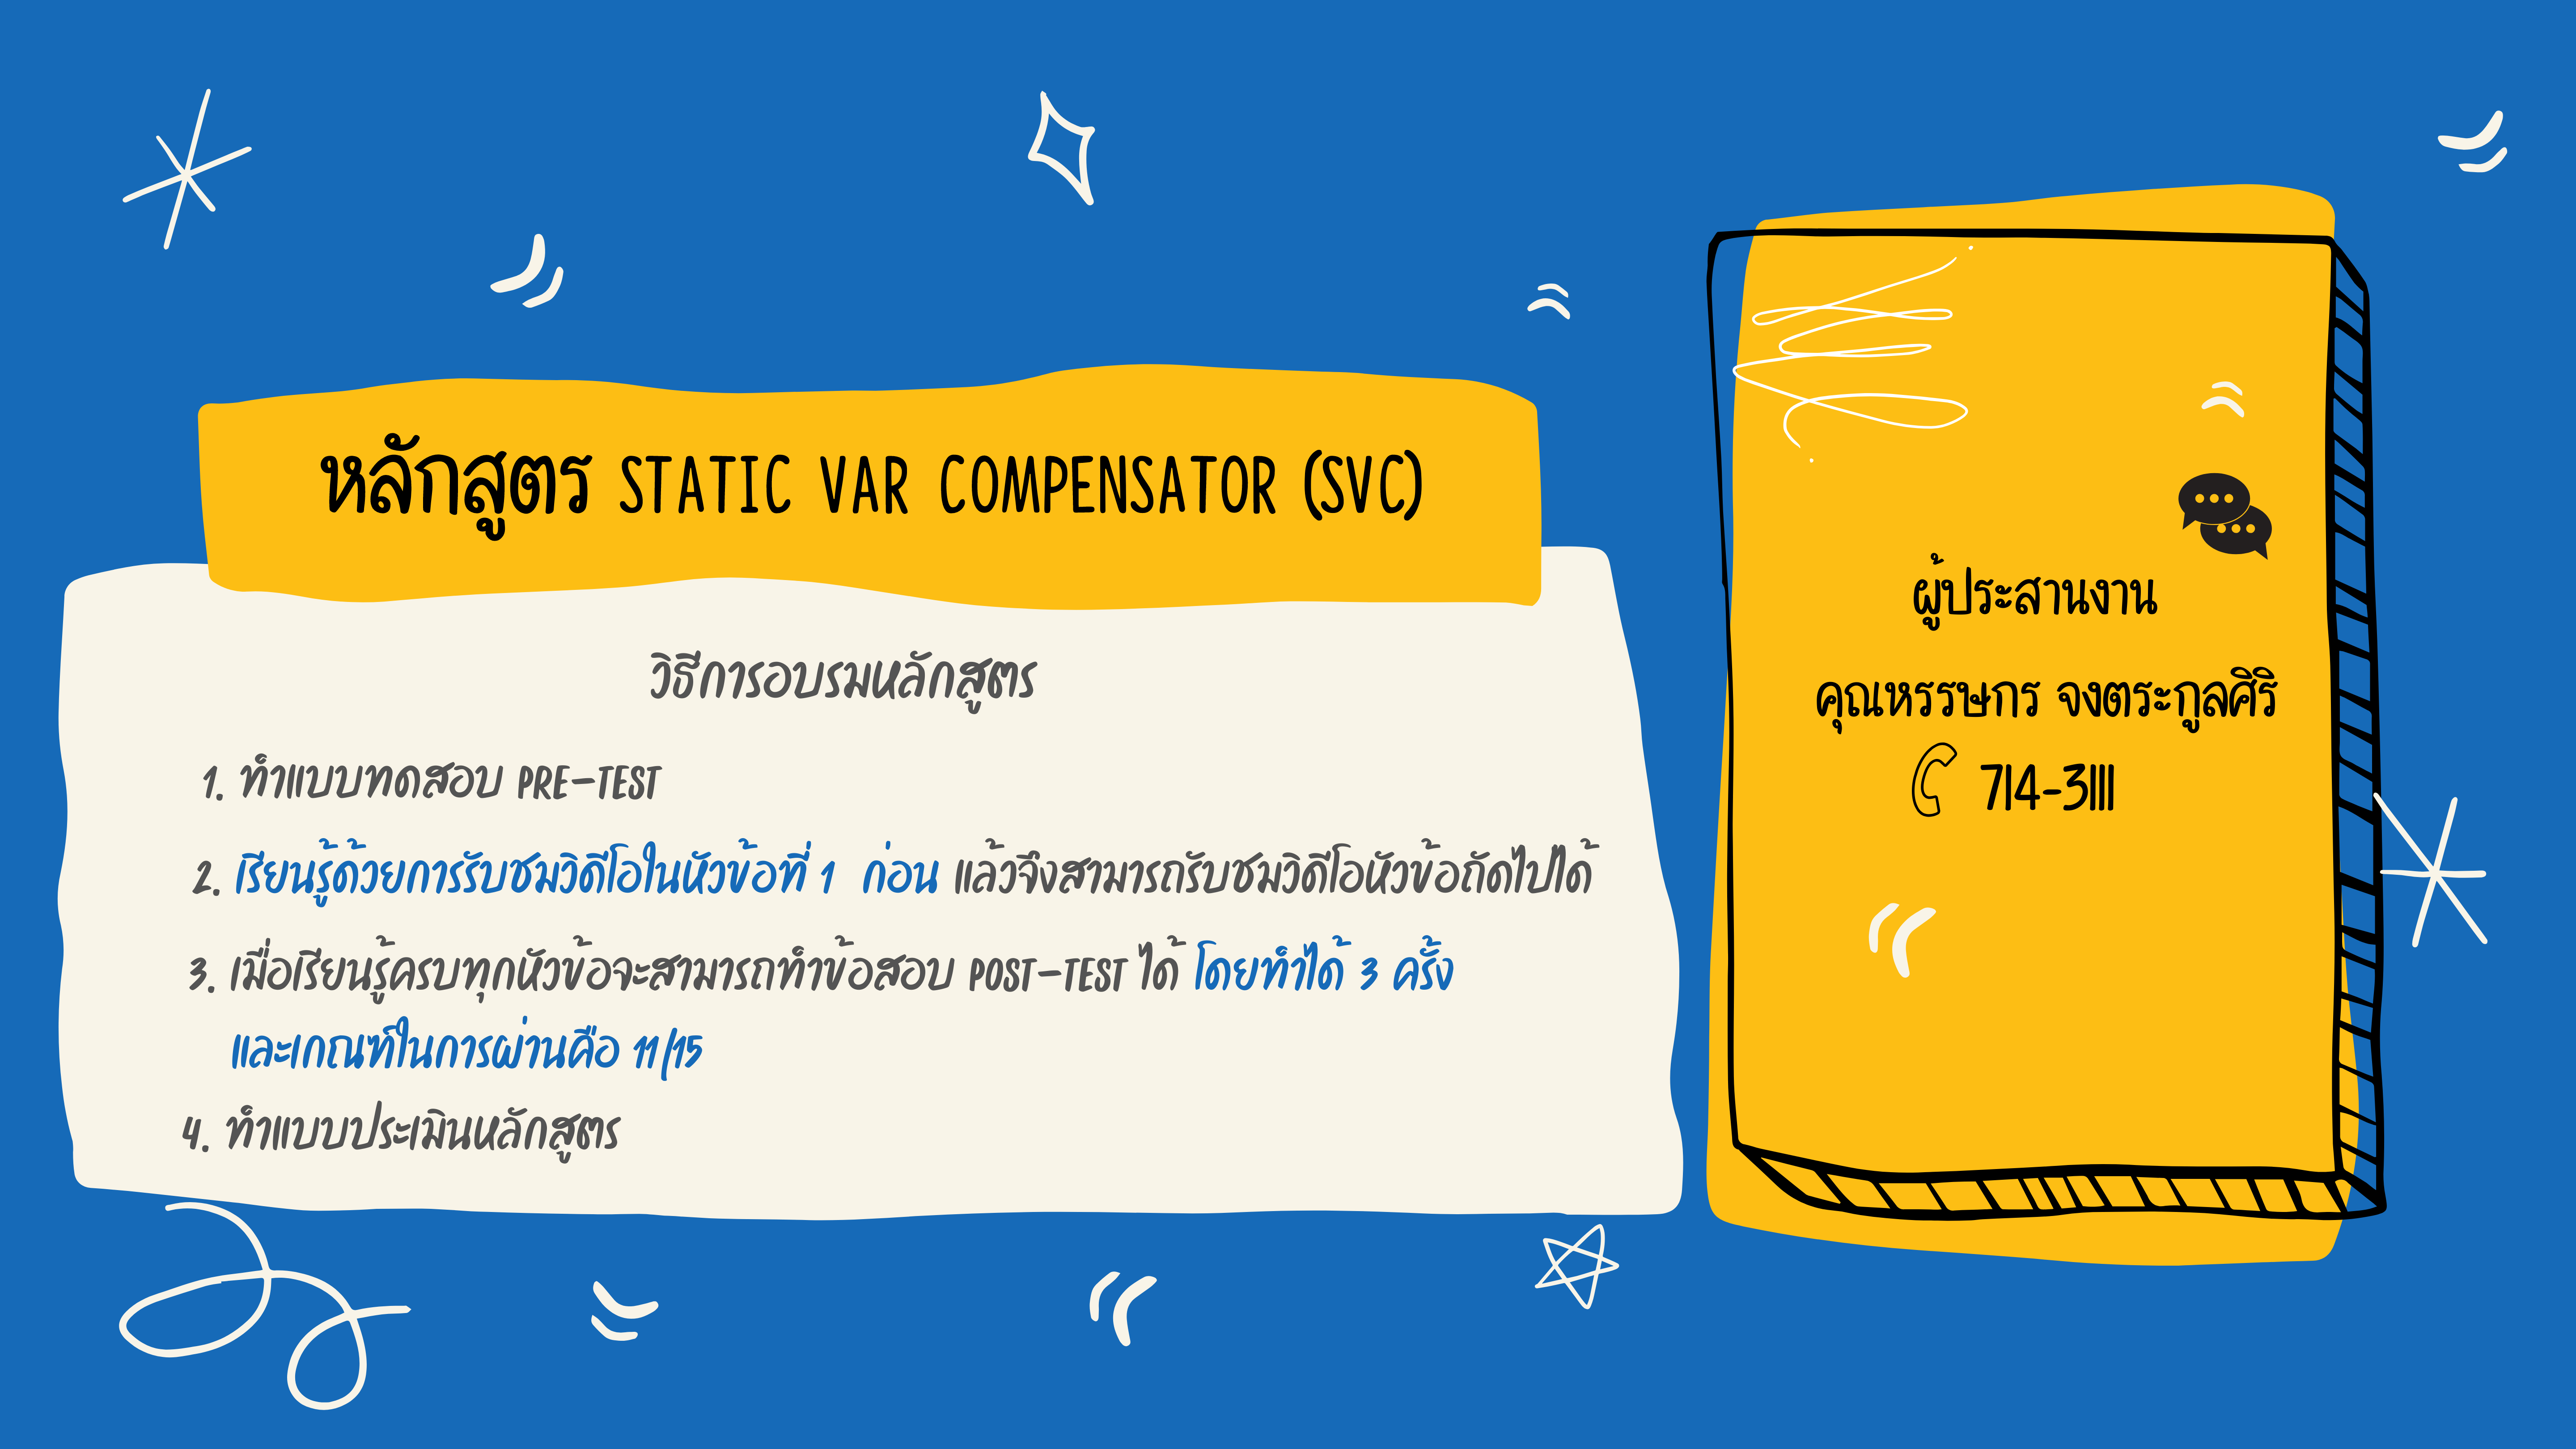 หลักสูตร STATIC VAR COMPENSATOR (SVC)
วิธีการอบรมหลักสูตร
1. ทำแบบทดสอบ PRE-TEST
2. เรียนรู้ด้วยการรับชมวิดีโอในหัวข้อที่ 1 ก่อน แล้วจึงสามารถรับชมวิดีโอหัวข้อถัดไปได้
3. เมื่อเรียนรู้ครบทุกหัวข้อจะสามารถทำข้อสอบ POST-TEST ได้ โดยทำได้ 3 ครั้ง
และเกณฑ์ในการผ่านคือ 11/15
4. ทำแบบประเมินหลักสูตร
ผู้ประสานงาน
คุณหรรษกร จงตระกูลศิริ
714-3111